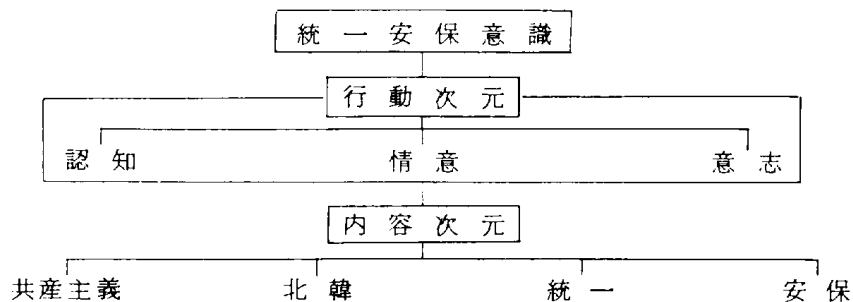 統一安保意識
行動次元
認知 情意 意志
内容次元
共産主義 北韓 統一 安保